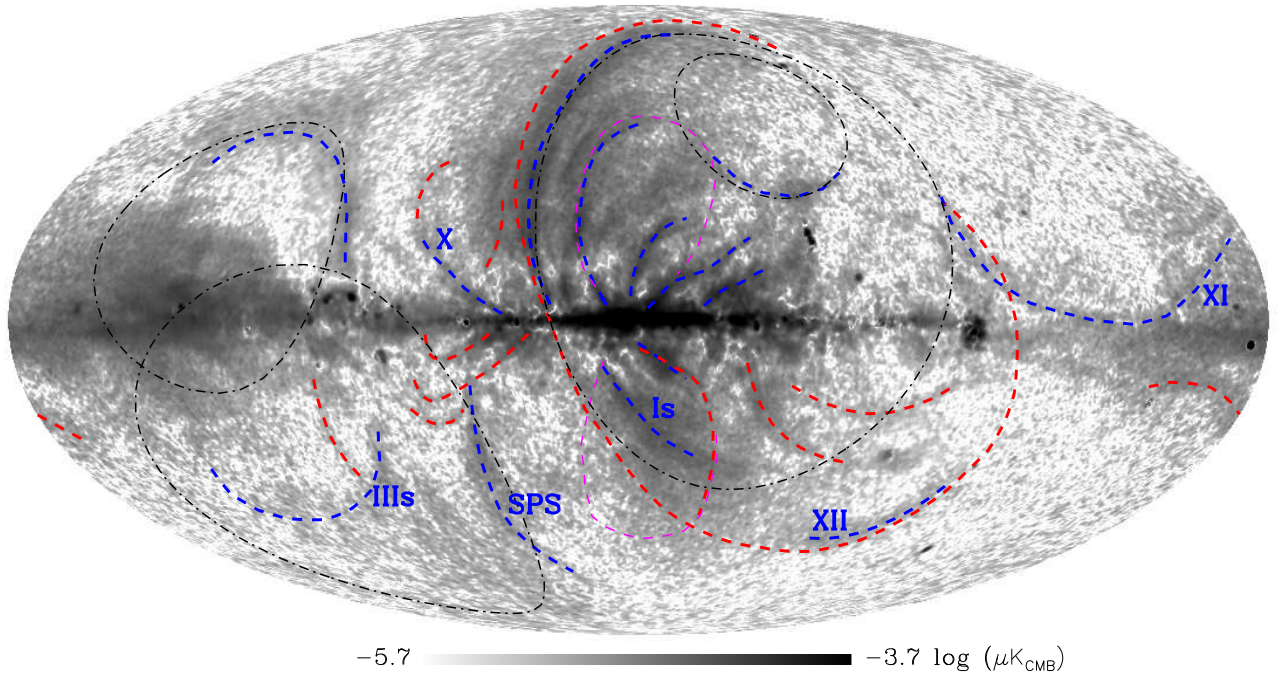 X
XI
Is
IIIs
SPS
XII
−5.7 −3.7 log (μK_CMB)